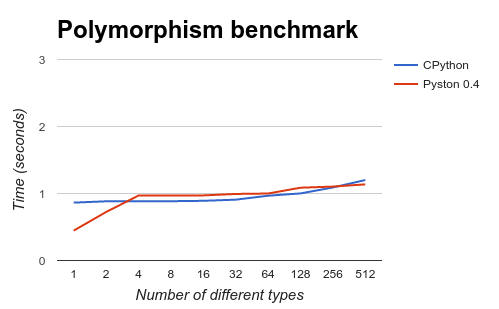 Polymorphism benchmark
3
2
1
0
Time (seconds)
1 2 4 8 16 32 64 128 256 512
Number of different types
CPython
Pyston 0.4